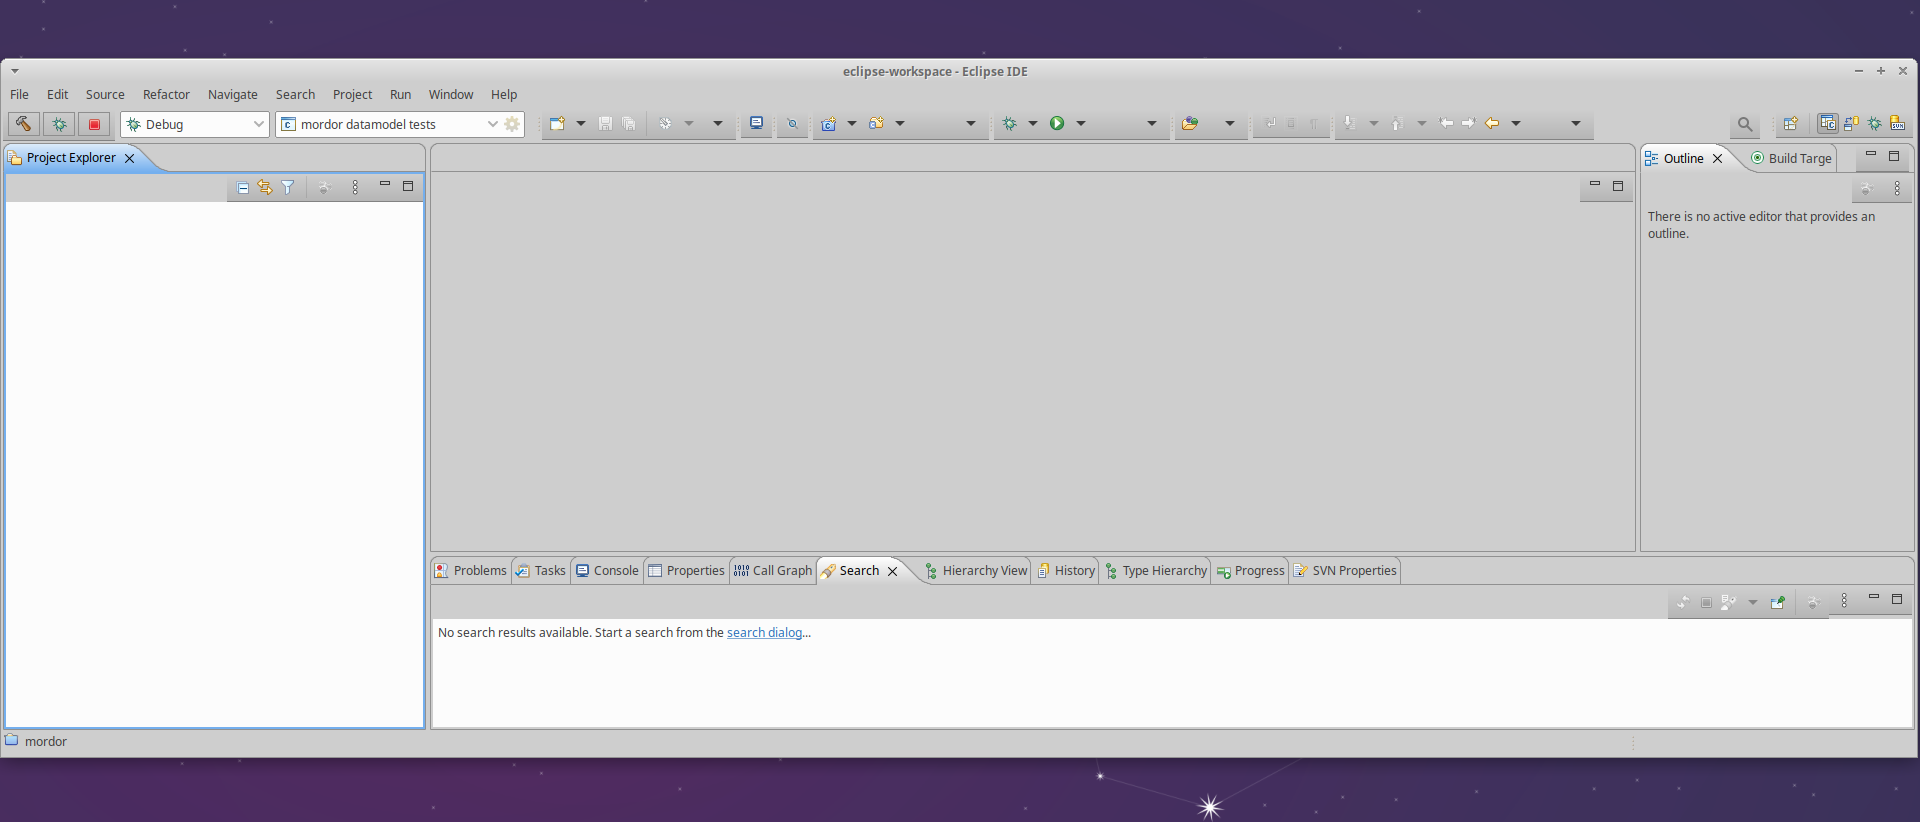 eclipse-workspace - Eclipse IDE
File Edit Source Refactor Navigate Search Project Run Window Help
Debug mordor datamodel tests
Project Explorer
Outline Build Targe
There is no active editor that provides an
outline.
Problems Tasks Console Properties Call Graph Search Hierarchy View History Type Hierarchy Progress SVN Properties
No search results available. Start a search from the search dialog...
mordor